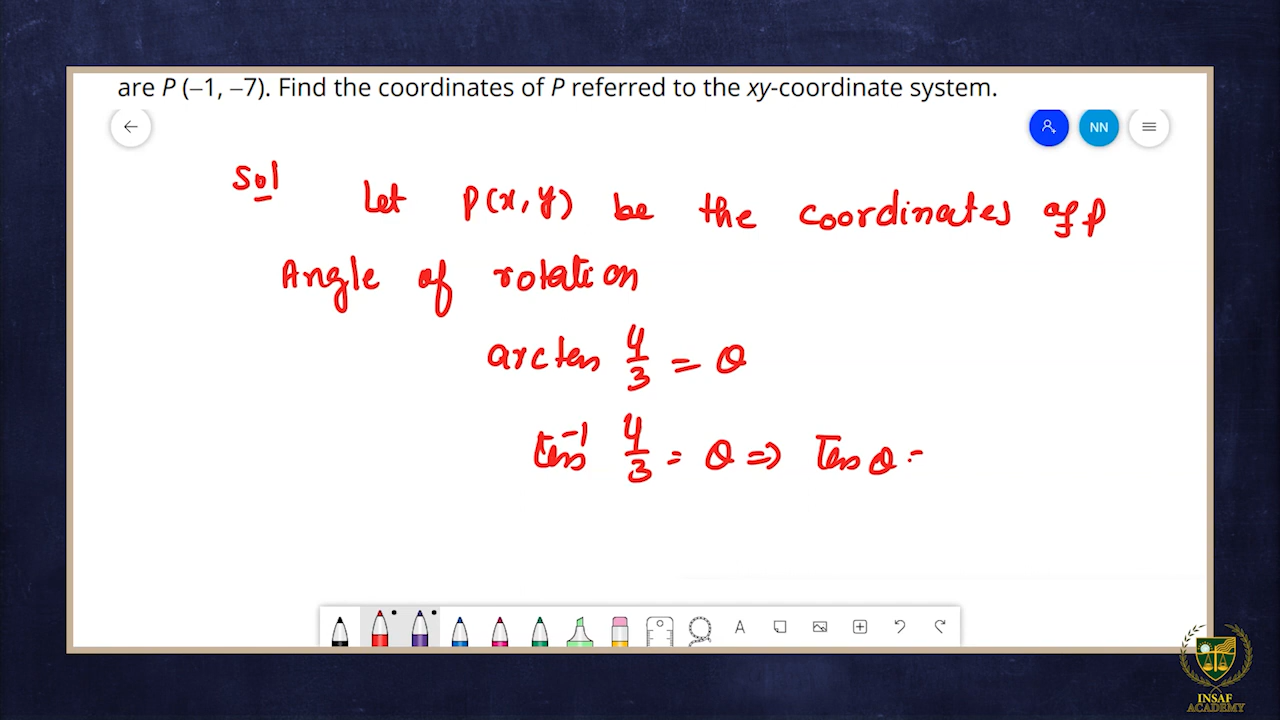 are P (–1, –7). Find the coordinates of P referred to the xy-coordinate system.
NN
Sol
Let P(x, y) be the coordinates of P
Angle of rotation
arctan 4/3 = θ
tan⁻¹ 4/3 = θ ⇒ Tan θ =
A
INSAF
ACADEMY